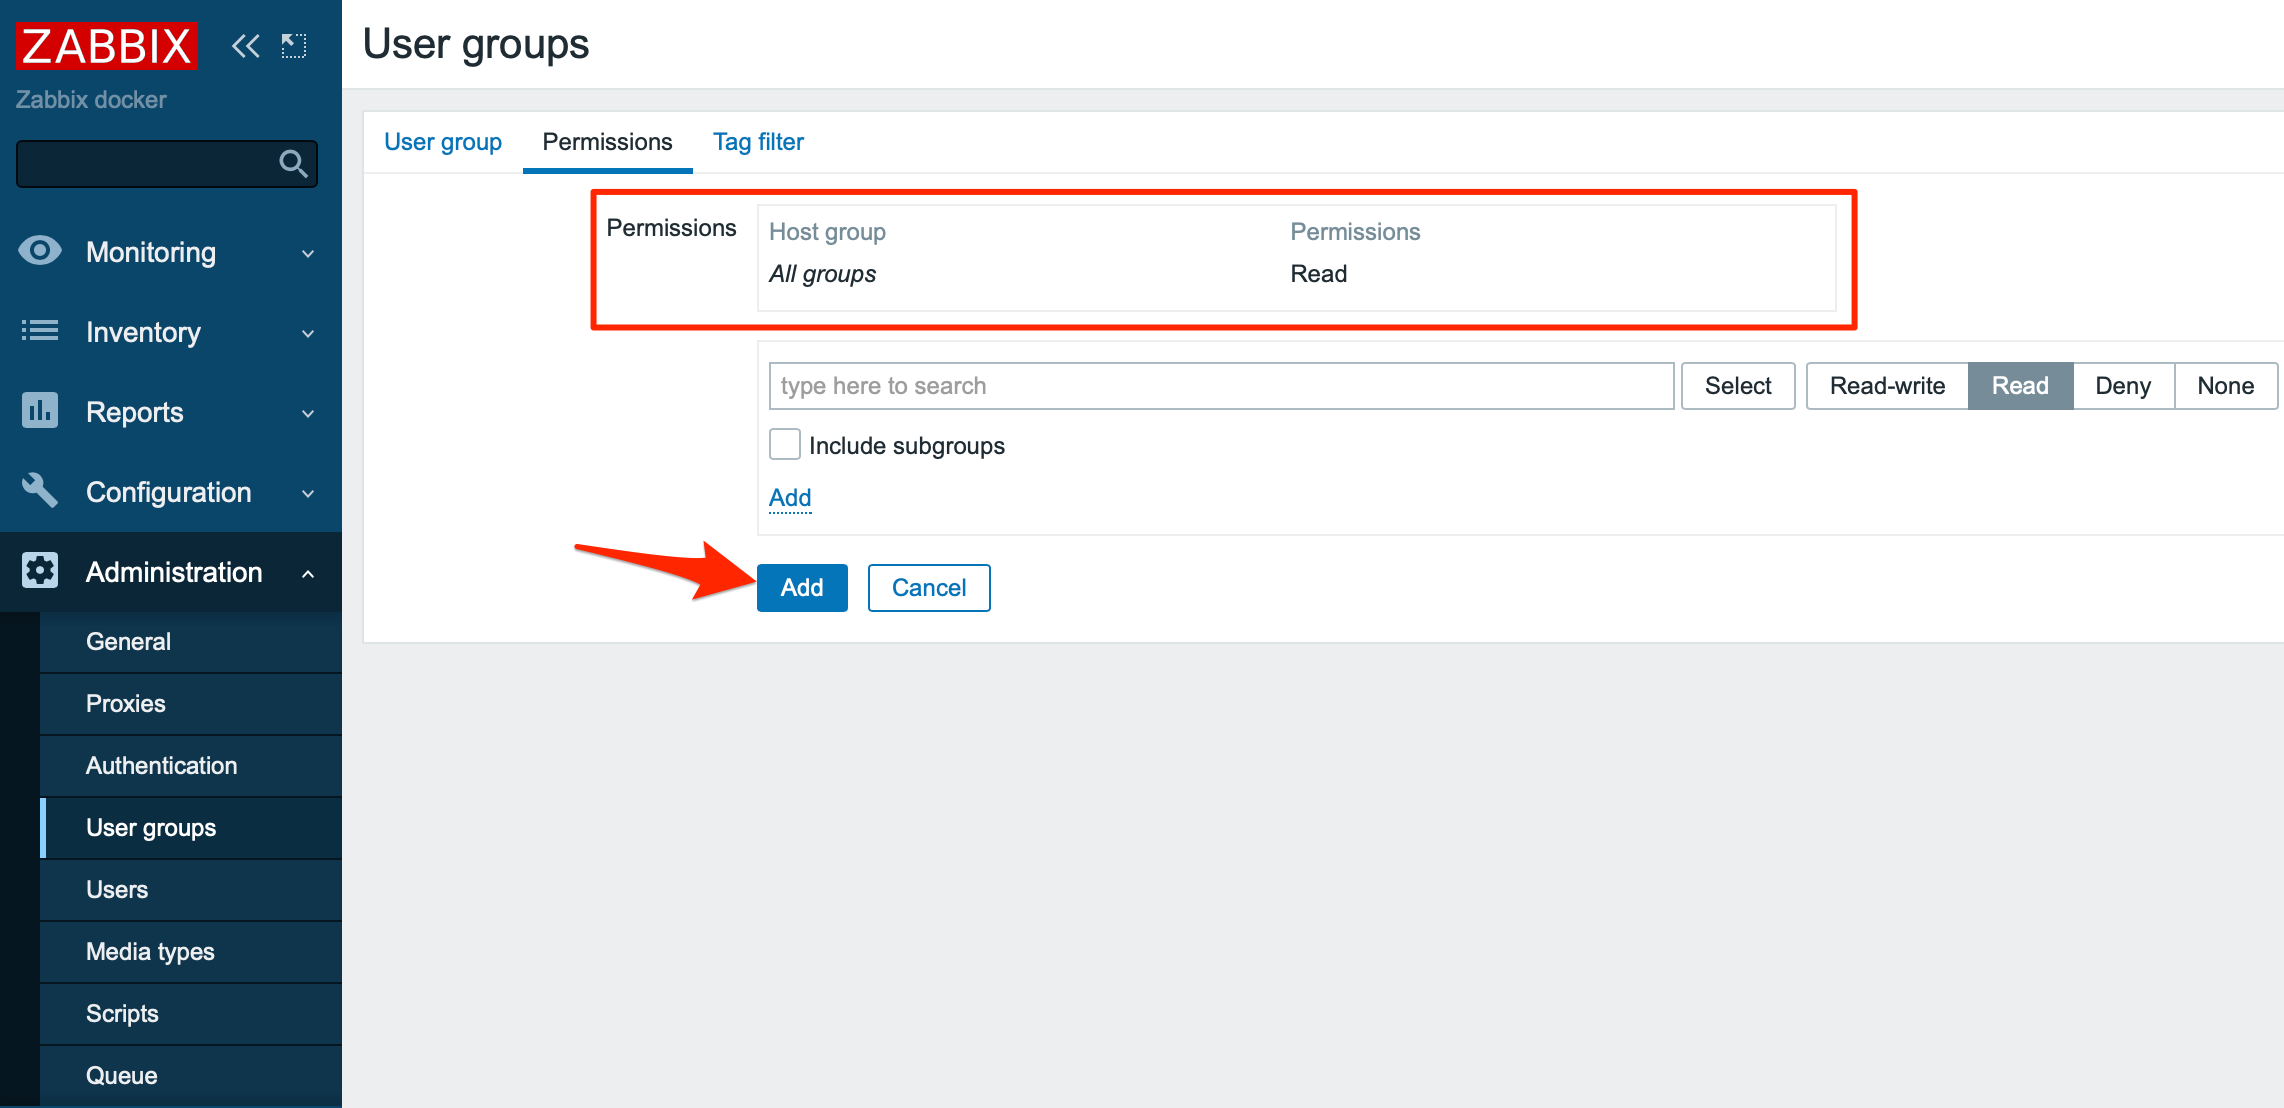 ZABBIX
Zabbix docker
Monitoring
Inventory
Reports
Configuration
Administration
General
Proxies
Authentication
User groups
Users
Media types
Scripts
Queue
User groups
User group Permissions Tag filter
Permissions Host group Permissions
All groups Read
type here to search Select Read-write Read Deny None
Include subgroups
Add
Add Cancel